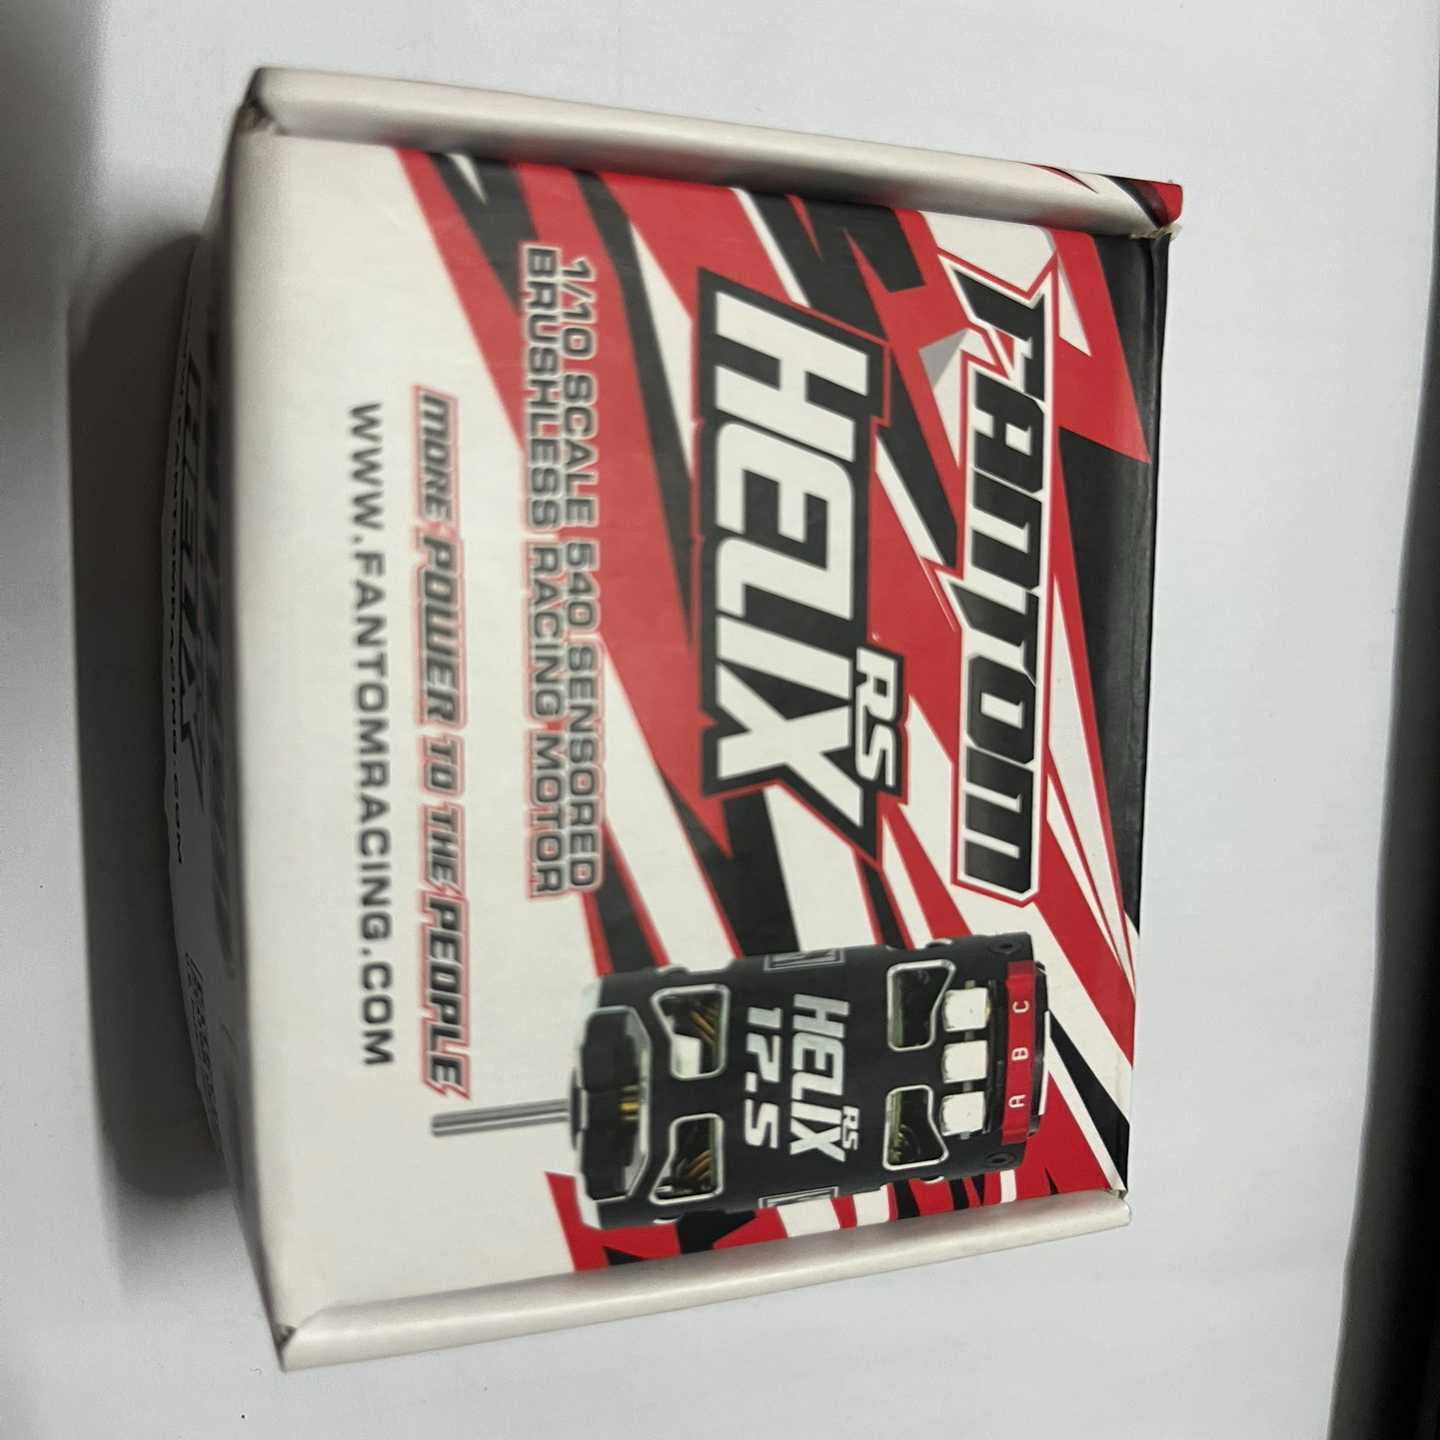 FANTOM
HELIX RS
1/10 SCALE 540 SENSORED
BRUSHLESS RACING MOTOR
MORE POWER TO THE PEOPLE
WWW.FANTOMRACING.COM
C B A
HELIX RS
17.5